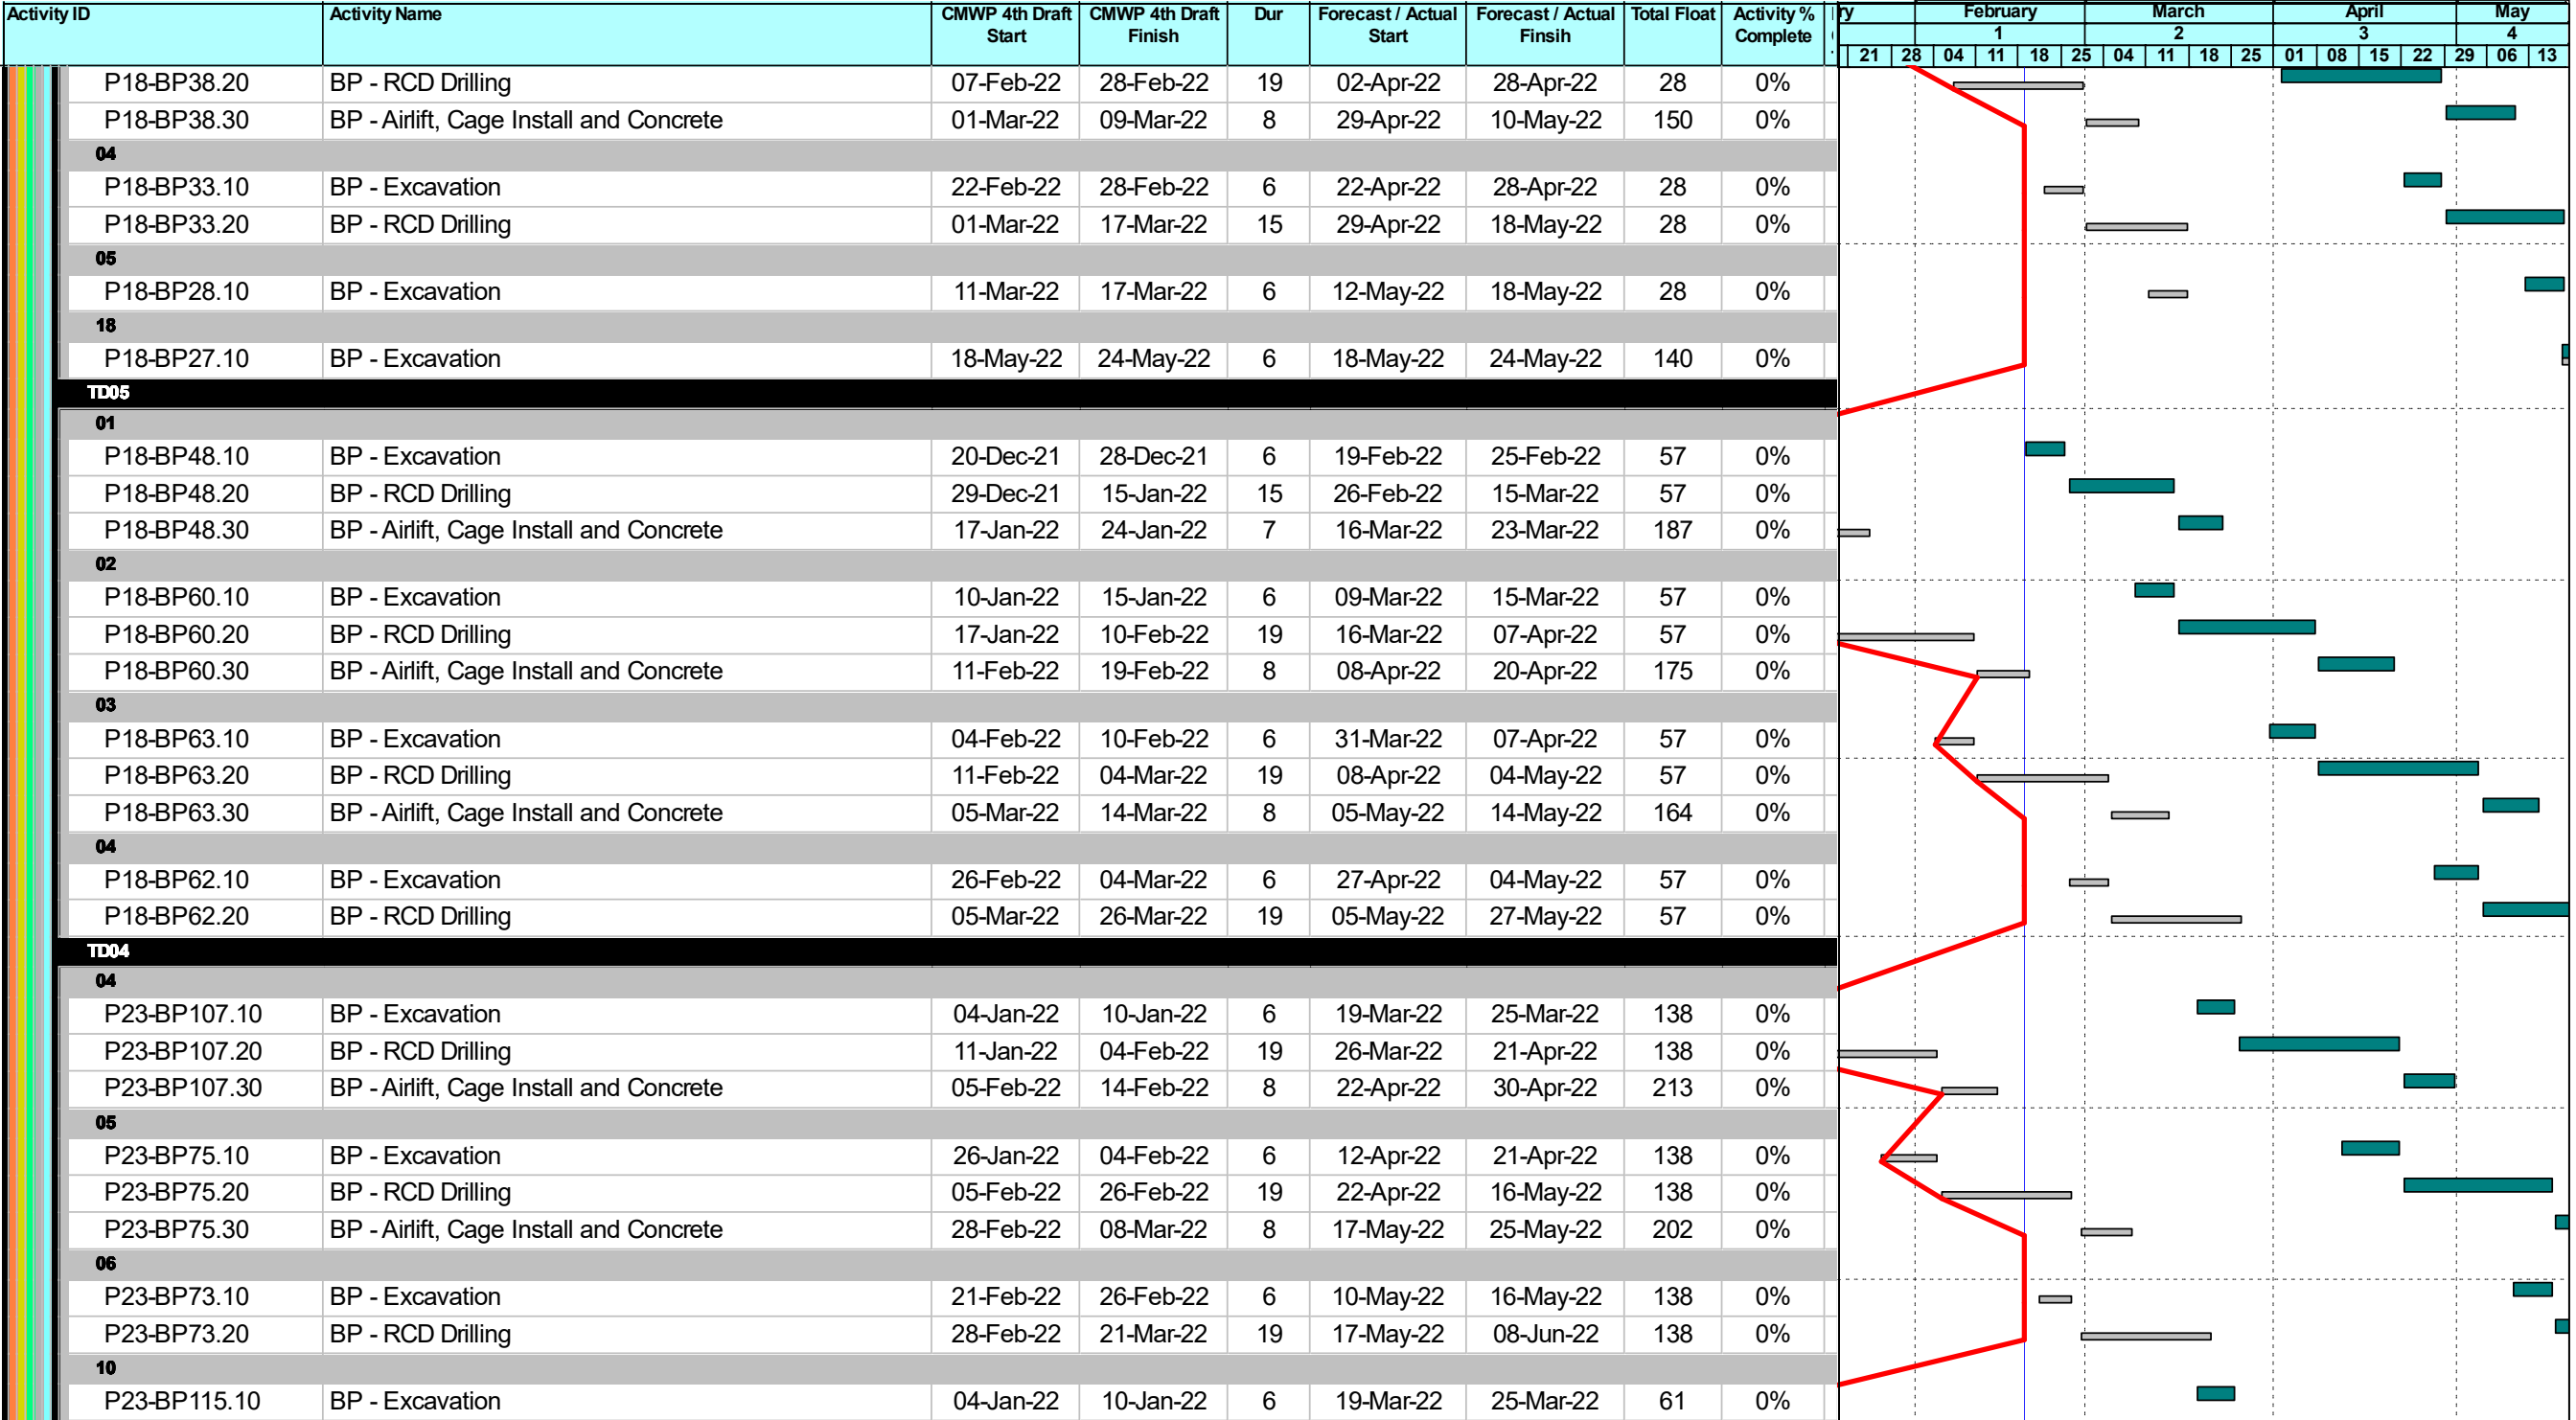 Activity ID Activity Name CMWP 4th Draft Start CMWP 4th Draft Finish Dur Forecast / Actual Start Forecast / Actual Finsih Total Float Activity % Complete
ry February March April May
1 2 3 4
21 28 04 11 18 25 04 11 18 25 01 08 15 22 29 06 13
P18-BP38.20 BP - RCD Drilling 07-Feb-22 28-Feb-22 19 02-Apr-22 28-Apr-22 28 0%
P18-BP38.30 BP - Airlift, Cage Install and Concrete 01-Mar-22 09-Mar-22 8 29-Apr-22 10-May-22 150 0%
04
P18-BP33.10 BP - Excavation 22-Feb-22 28-Feb-22 6 22-Apr-22 28-Apr-22 28 0%
P18-BP33.20 BP - RCD Drilling 01-Mar-22 17-Mar-22 15 29-Apr-22 18-May-22 28 0%
05
P18-BP28.10 BP - Excavation 11-Mar-22 17-Mar-22 6 12-May-22 18-May-22 28 0%
18
P18-BP27.10 BP - Excavation 18-May-22 24-May-22 6 18-May-22 24-May-22 140 0%
TD05
01
P18-BP48.10 BP - Excavation 20-Dec-21 28-Dec-21 6 19-Feb-22 25-Feb-22 57 0%
P18-BP48.20 BP - RCD Drilling 29-Dec-21 15-Jan-22 15 26-Feb-22 15-Mar-22 57 0%
P18-BP48.30 BP - Airlift, Cage Install and Concrete 17-Jan-22 24-Jan-22 7 16-Mar-22 23-Mar-22 187 0%
02
P18-BP60.10 BP - Excavation 10-Jan-22 15-Jan-22 6 09-Mar-22 15-Mar-22 57 0%
P18-BP60.20 BP - RCD Drilling 17-Jan-22 10-Feb-22 19 16-Mar-22 07-Apr-22 57 0%
P18-BP60.30 BP - Airlift, Cage Install and Concrete 11-Feb-22 19-Feb-22 8 08-Apr-22 20-Apr-22 175 0%
03
P18-BP63.10 BP - Excavation 04-Feb-22 10-Feb-22 6 31-Mar-22 07-Apr-22 57 0%
P18-BP63.20 BP - RCD Drilling 11-Feb-22 04-Mar-22 19 08-Apr-22 04-May-22 57 0%
P18-BP63.30 BP - Airlift, Cage Install and Concrete 05-Mar-22 14-Mar-22 8 05-May-22 14-May-22 164 0%
04
P18-BP62.10 BP - Excavation 26-Feb-22 04-Mar-22 6 27-Apr-22 04-May-22 57 0%
P18-BP62.20 BP - RCD Drilling 05-Mar-22 26-Mar-22 19 05-May-22 27-May-22 57 0%
TD04
04
P23-BP107.10 BP - Excavation 04-Jan-22 10-Jan-22 6 19-Mar-22 25-Mar-22 138 0%
P23-BP107.20 BP - RCD Drilling 11-Jan-22 04-Feb-22 19 26-Mar-22 21-Apr-22 138 0%
P23-BP107.30 BP - Airlift, Cage Install and Concrete 05-Feb-22 14-Feb-22 8 22-Apr-22 30-Apr-22 213 0%
05
P23-BP75.10 BP - Excavation 26-Jan-22 04-Feb-22 6 12-Apr-22 21-Apr-22 138 0%
P23-BP75.20 BP - RCD Drilling 05-Feb-22 26-Feb-22 19 22-Apr-22 16-May-22 138 0%
P23-BP75.30 BP - Airlift, Cage Install and Concrete 28-Feb-22 08-Mar-22 8 17-May-22 25-May-22 202 0%
06
P23-BP73.10 BP - Excavation 21-Feb-22 26-Feb-22 6 10-May-22 16-May-22 138 0%
P23-BP73.20 BP - RCD Drilling 28-Feb-22 21-Mar-22 19 17-May-22 08-Jun-22 138 0%
10
P23-BP115.10 BP - Excavation 04-Jan-22 10-Jan-22 6 19-Mar-22 25-Mar-22 61 0%